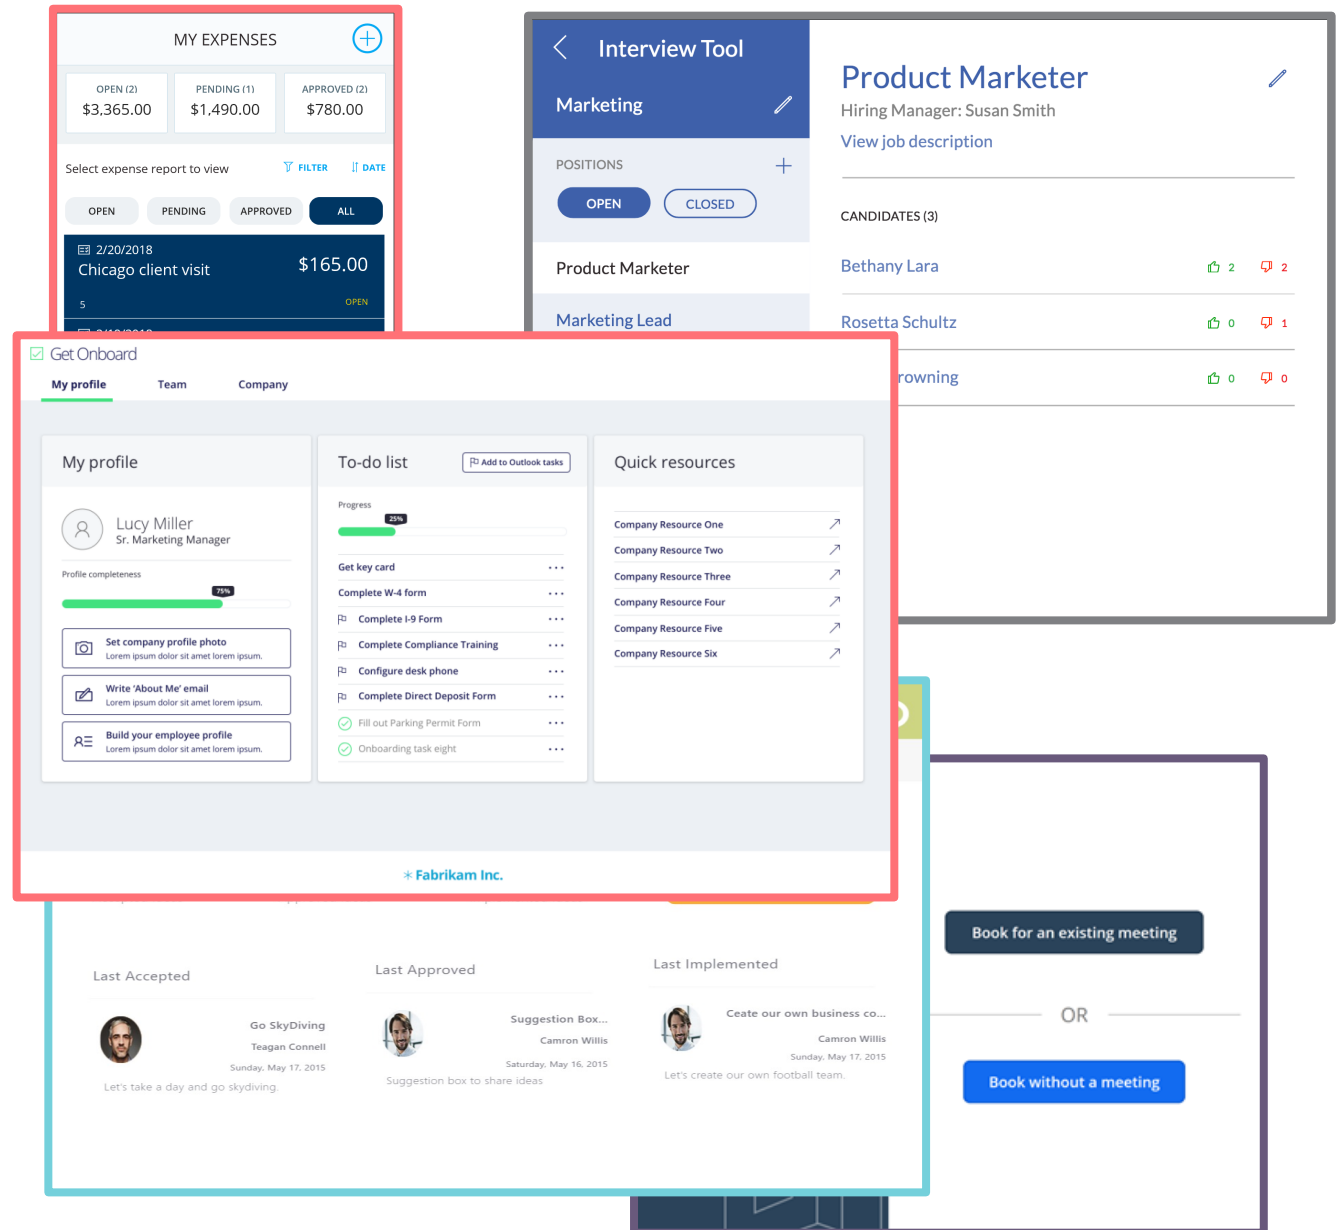 MY EXPENSES
OPEN (2)
$3,365.00
PENDING (1)
$1,490.00
APPROVED (2)
$780.00
Select expense report to view
FILTER
DATE
OPEN
PENDING
APPROVED
ALL
2/20/2018
Chicago client visit
$165.00
5
OPEN
Interview Tool
Marketing
POSITIONS
OPEN
CLOSED
Product Marketer
Marketing Lead
Product Marketer
Hiring Manager: Susan Smith
View job description
CANDIDATES (3)
Bethany Lara
2
2
Rosetta Schultz
0
1
rowning
0
0
Get Onboard
My profile
Team
Company
My profile
Lucy Miller
Sr. Marketing Manager
Profile completeness
75%
Set company profile photo
Lorem ipsum dolor sit amet lorem ipsum.
Write 'About Me' email
Lorem ipsum dolor sit amet lorem ipsum.
Build your employee profile
Lorem ipsum dolor sit amet lorem ipsum.
To-do list
Add to Outlook tasks
Progress
25%
Get key card
Complete W-4 form
Complete I-9 Form
Complete Compliance Training
Configure desk phone
Complete Direct Deposit Form
Fill out Parking Permit Form
Onboarding task eight
Quick resources
Company Resource One
Company Resource Two
Company Resource Three
Company Resource Four
Company Resource Five
Company Resource Six
Fabrikam Inc.
Last Accepted
Go SkyDiving
Teagan Connell
Sunday, May 17, 2015
Let's take a day and go skydiving.
Last Approved
Suggestion Box...
Camron Willis
Saturday, May 16, 2015
Suggestion box to share ideas
Last Implemented
Ceate our own business co...
Camron Willis
Sunday, May 17, 2015
Let's create our own football team.
Book for an existing meeting
OR
Book without a meeting